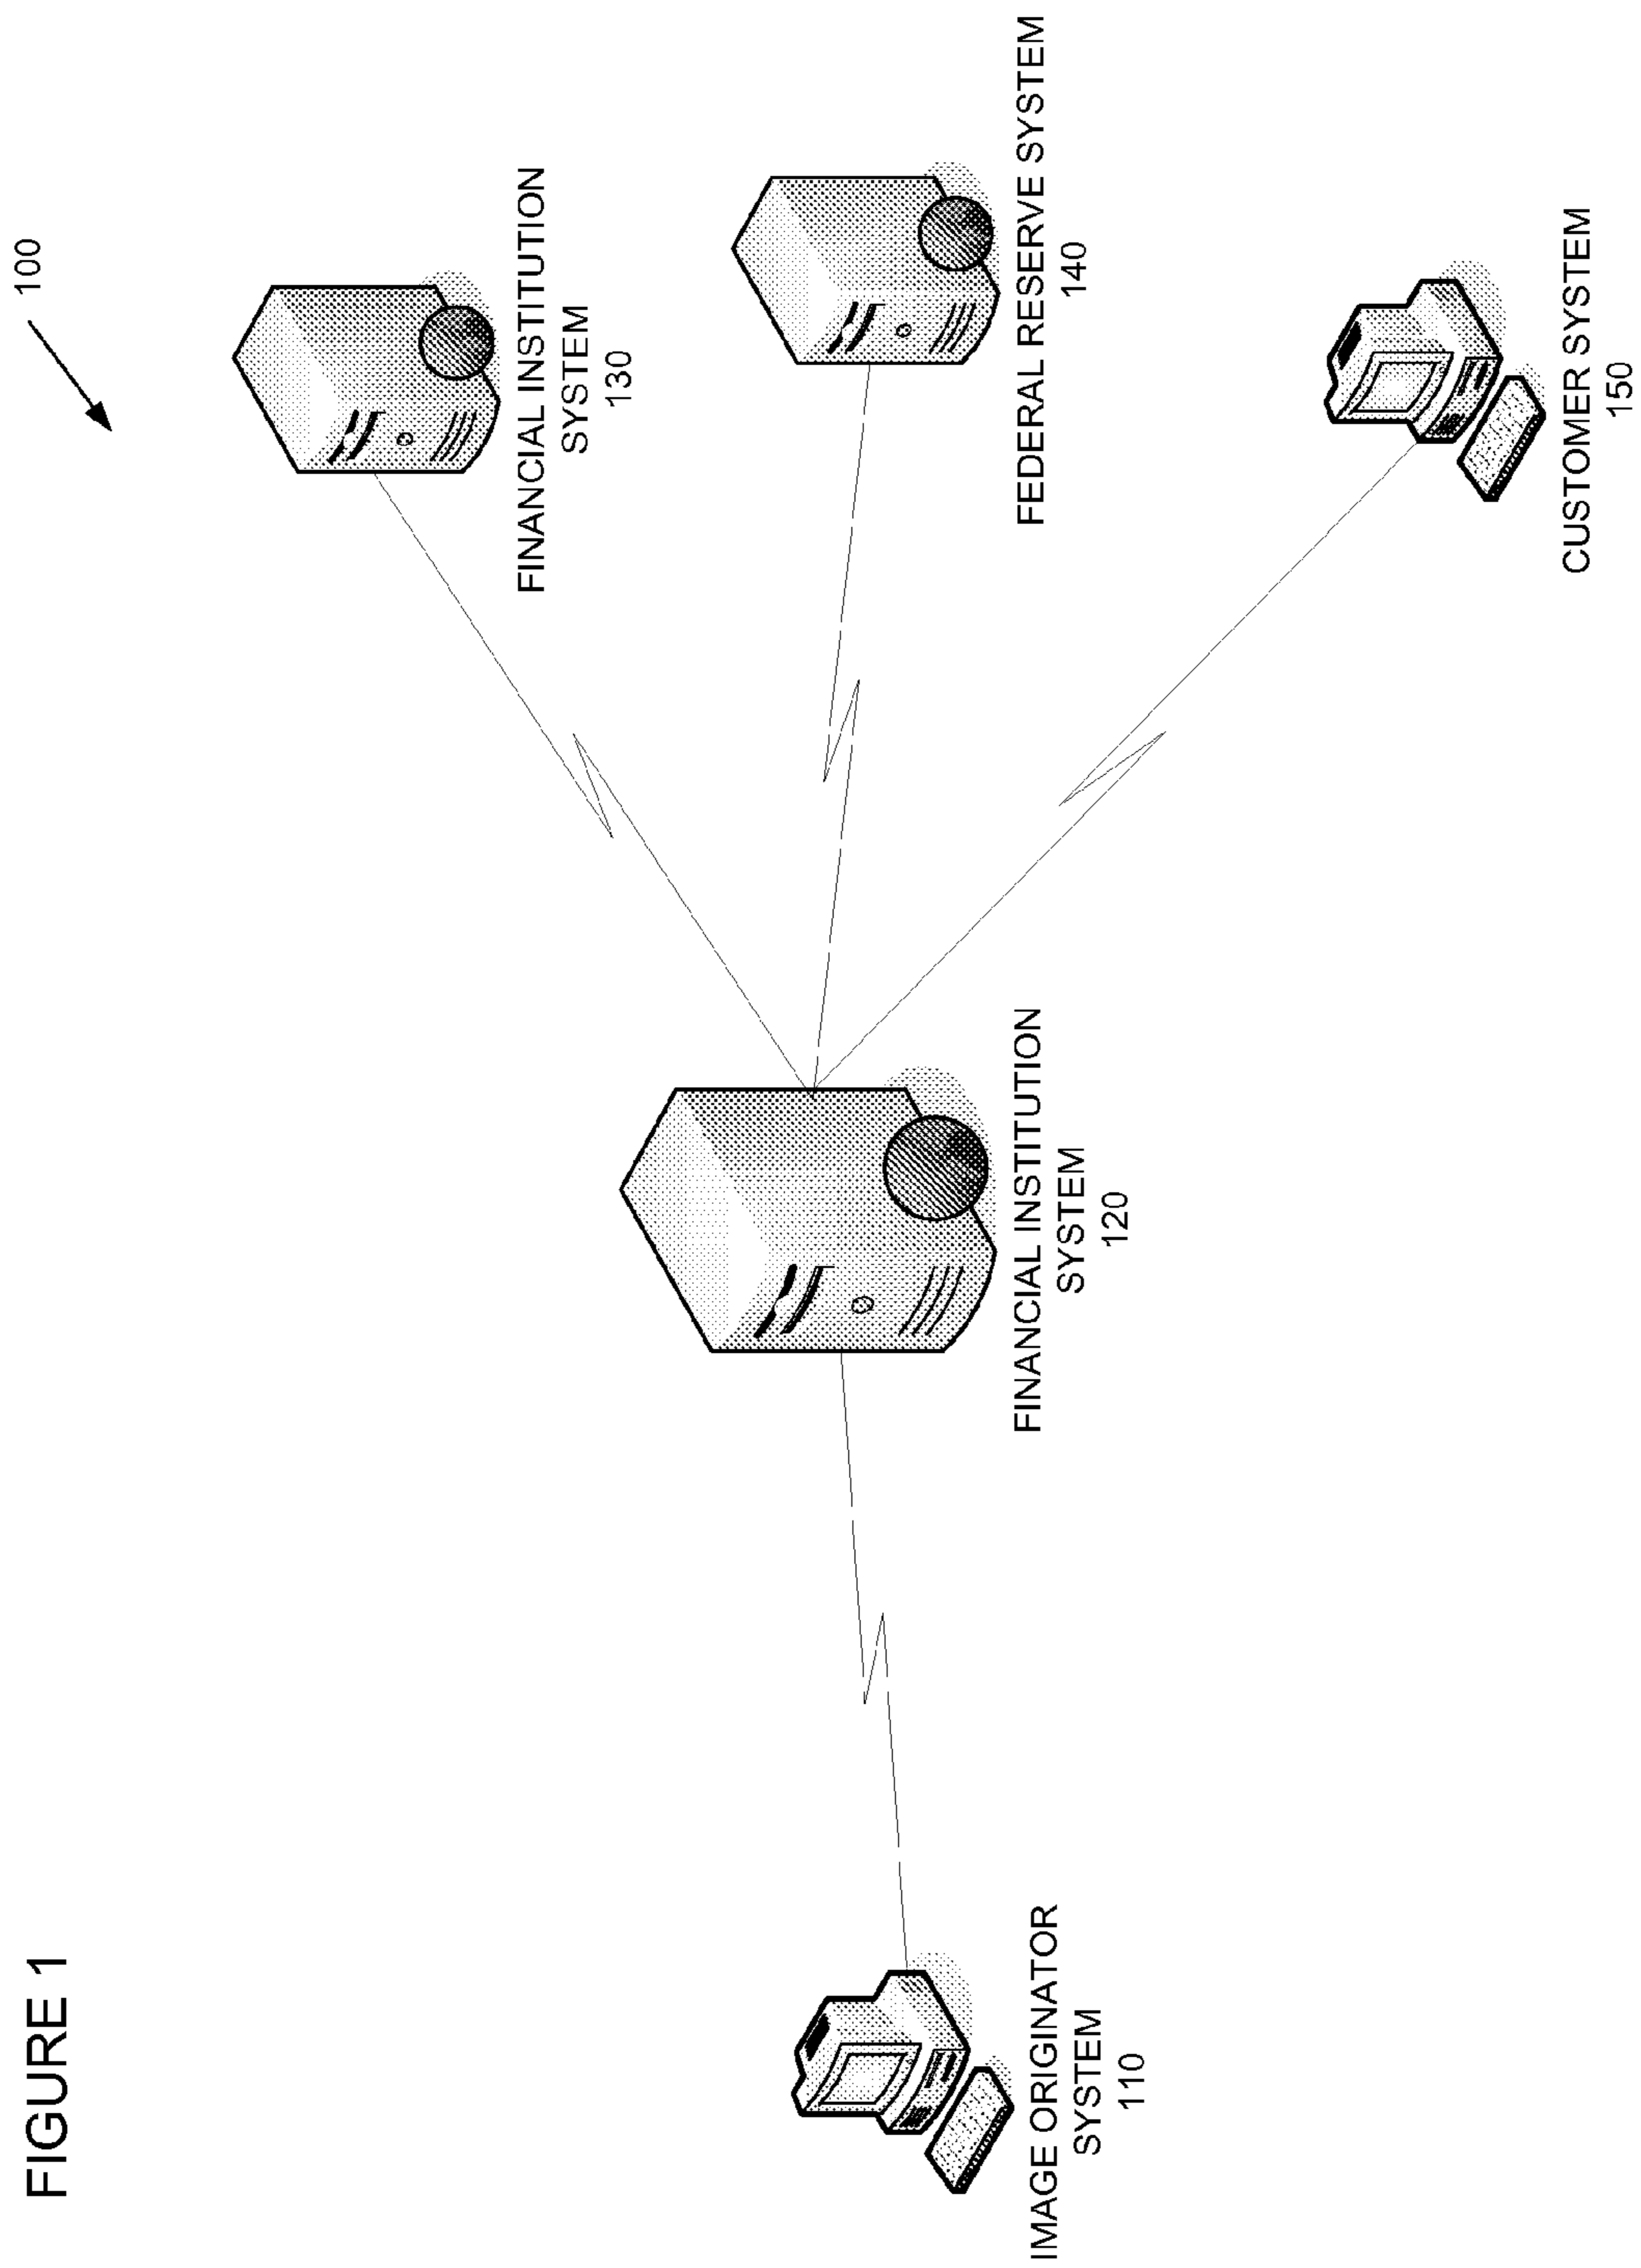 FIGURE 1
100
FINANCIAL INSTITUTION
SYSTEM
130
FEDERAL RESERVE SYSTEM
140
CUSTOMER SYSTEM
150
FINANCIAL INSTITUTION
SYSTEM
120
IMAGE ORIGINATOR
SYSTEM
110